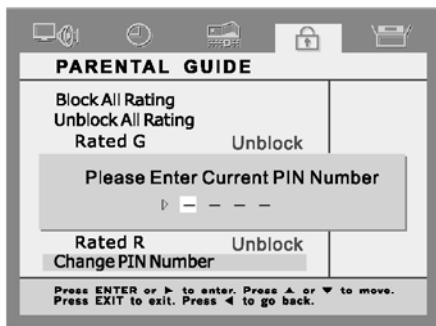 PARENTAL GUIDE
Block All Rating
Unblock All Rating
Rated G Unblock
Please Enter Current PIN Number
Rated R Unblock
Change PIN Number
Press ENTER or ► to enter. Press ▲ or ▼ to move.
Press EXIT to exit. Press ◄ to go back.